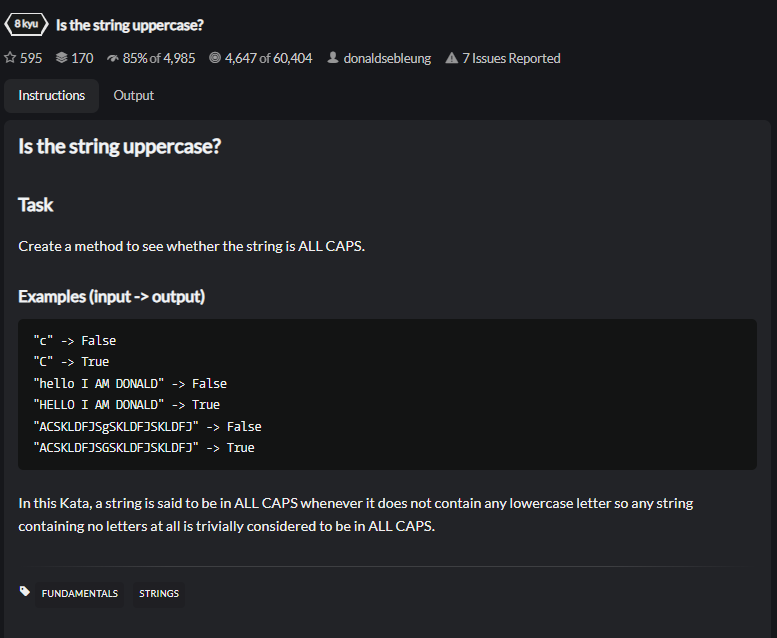 8 kyu Is the string uppercase?
595 170 85% of 4,985 4,647 of 60,404 donaldsebleung 7 Issues Reported
Instructions Output
Is the string uppercase?
Task
Create a method to see whether the string is ALL CAPS.
Examples (input -> output)
"c" -> False
"C" -> True
"hello I AM DONALD" -> False
"HELLO I AM DONALD" -> True
"ACSKLDFJSgSKLDFJSKLDFJ" -> False
"ACSKLDFJSGSKLDFJSKLDFJ" -> True
In this Kata, a string is said to be in ALL CAPS whenever it does not contain any lowercase letter so any string
containing no letters at all is trivially considered to be in ALL CAPS.
FUNDAMENTALS STRINGS